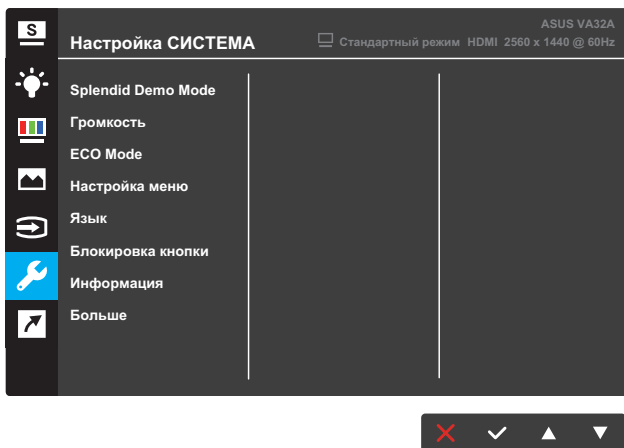 S
ASUS VA32A
Настройка СИСТЕМА
Стандартный режим HDMI 2560 x 1440 @ 60Hz
Splendid Demo Mode
Громкость
ECO Mode
Настройка меню
Язык
Блокировка кнопки
Информация
Больше